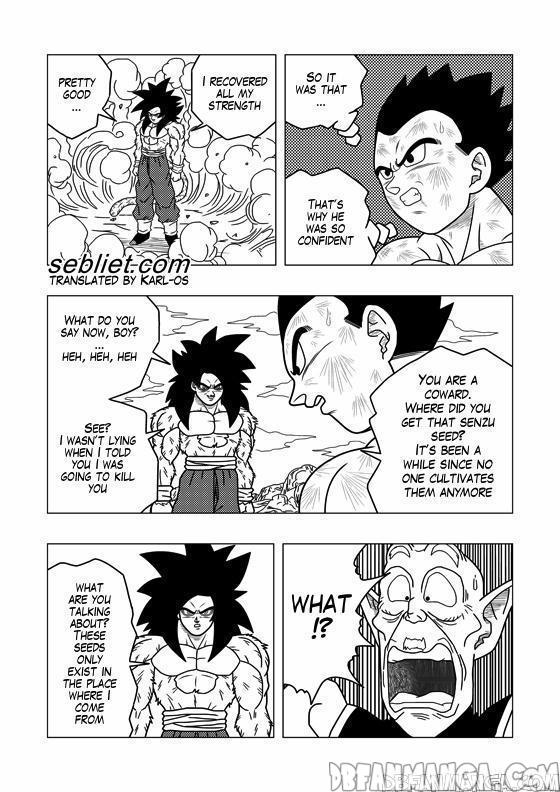 PRETTY
GOOD
...
I RECOVERED
ALL MY
STRENGTH
SO IT
WAS THAT
...
THAT'S
WHY HE
WAS SO
CONFIDENT
sebliet.com
TRANSLATED BY KARL-OS
WHAT DO YOU
SAY NOW, BOY?
...
HEH, HEH, HEH
SEE?
I WASN'T LYING
WHEN I TOLD
YOU I WAS
GOING TO KILL
YOU
YOU ARE A
COWARD.
WHERE DID YOU
GET THAT SENZU
SEED?
IT'S BEEN A
WHILE SINCE NO
ONE CULTIVATES
THEM ANYMORE
WHAT
ARE YOU
TALKING
ABOUT?
THESE
SEEDS
ONLY
EXIST IN
THE PLACE
WHERE I
COME
FROM
WHAT
!?
DBFANMANGA.COM